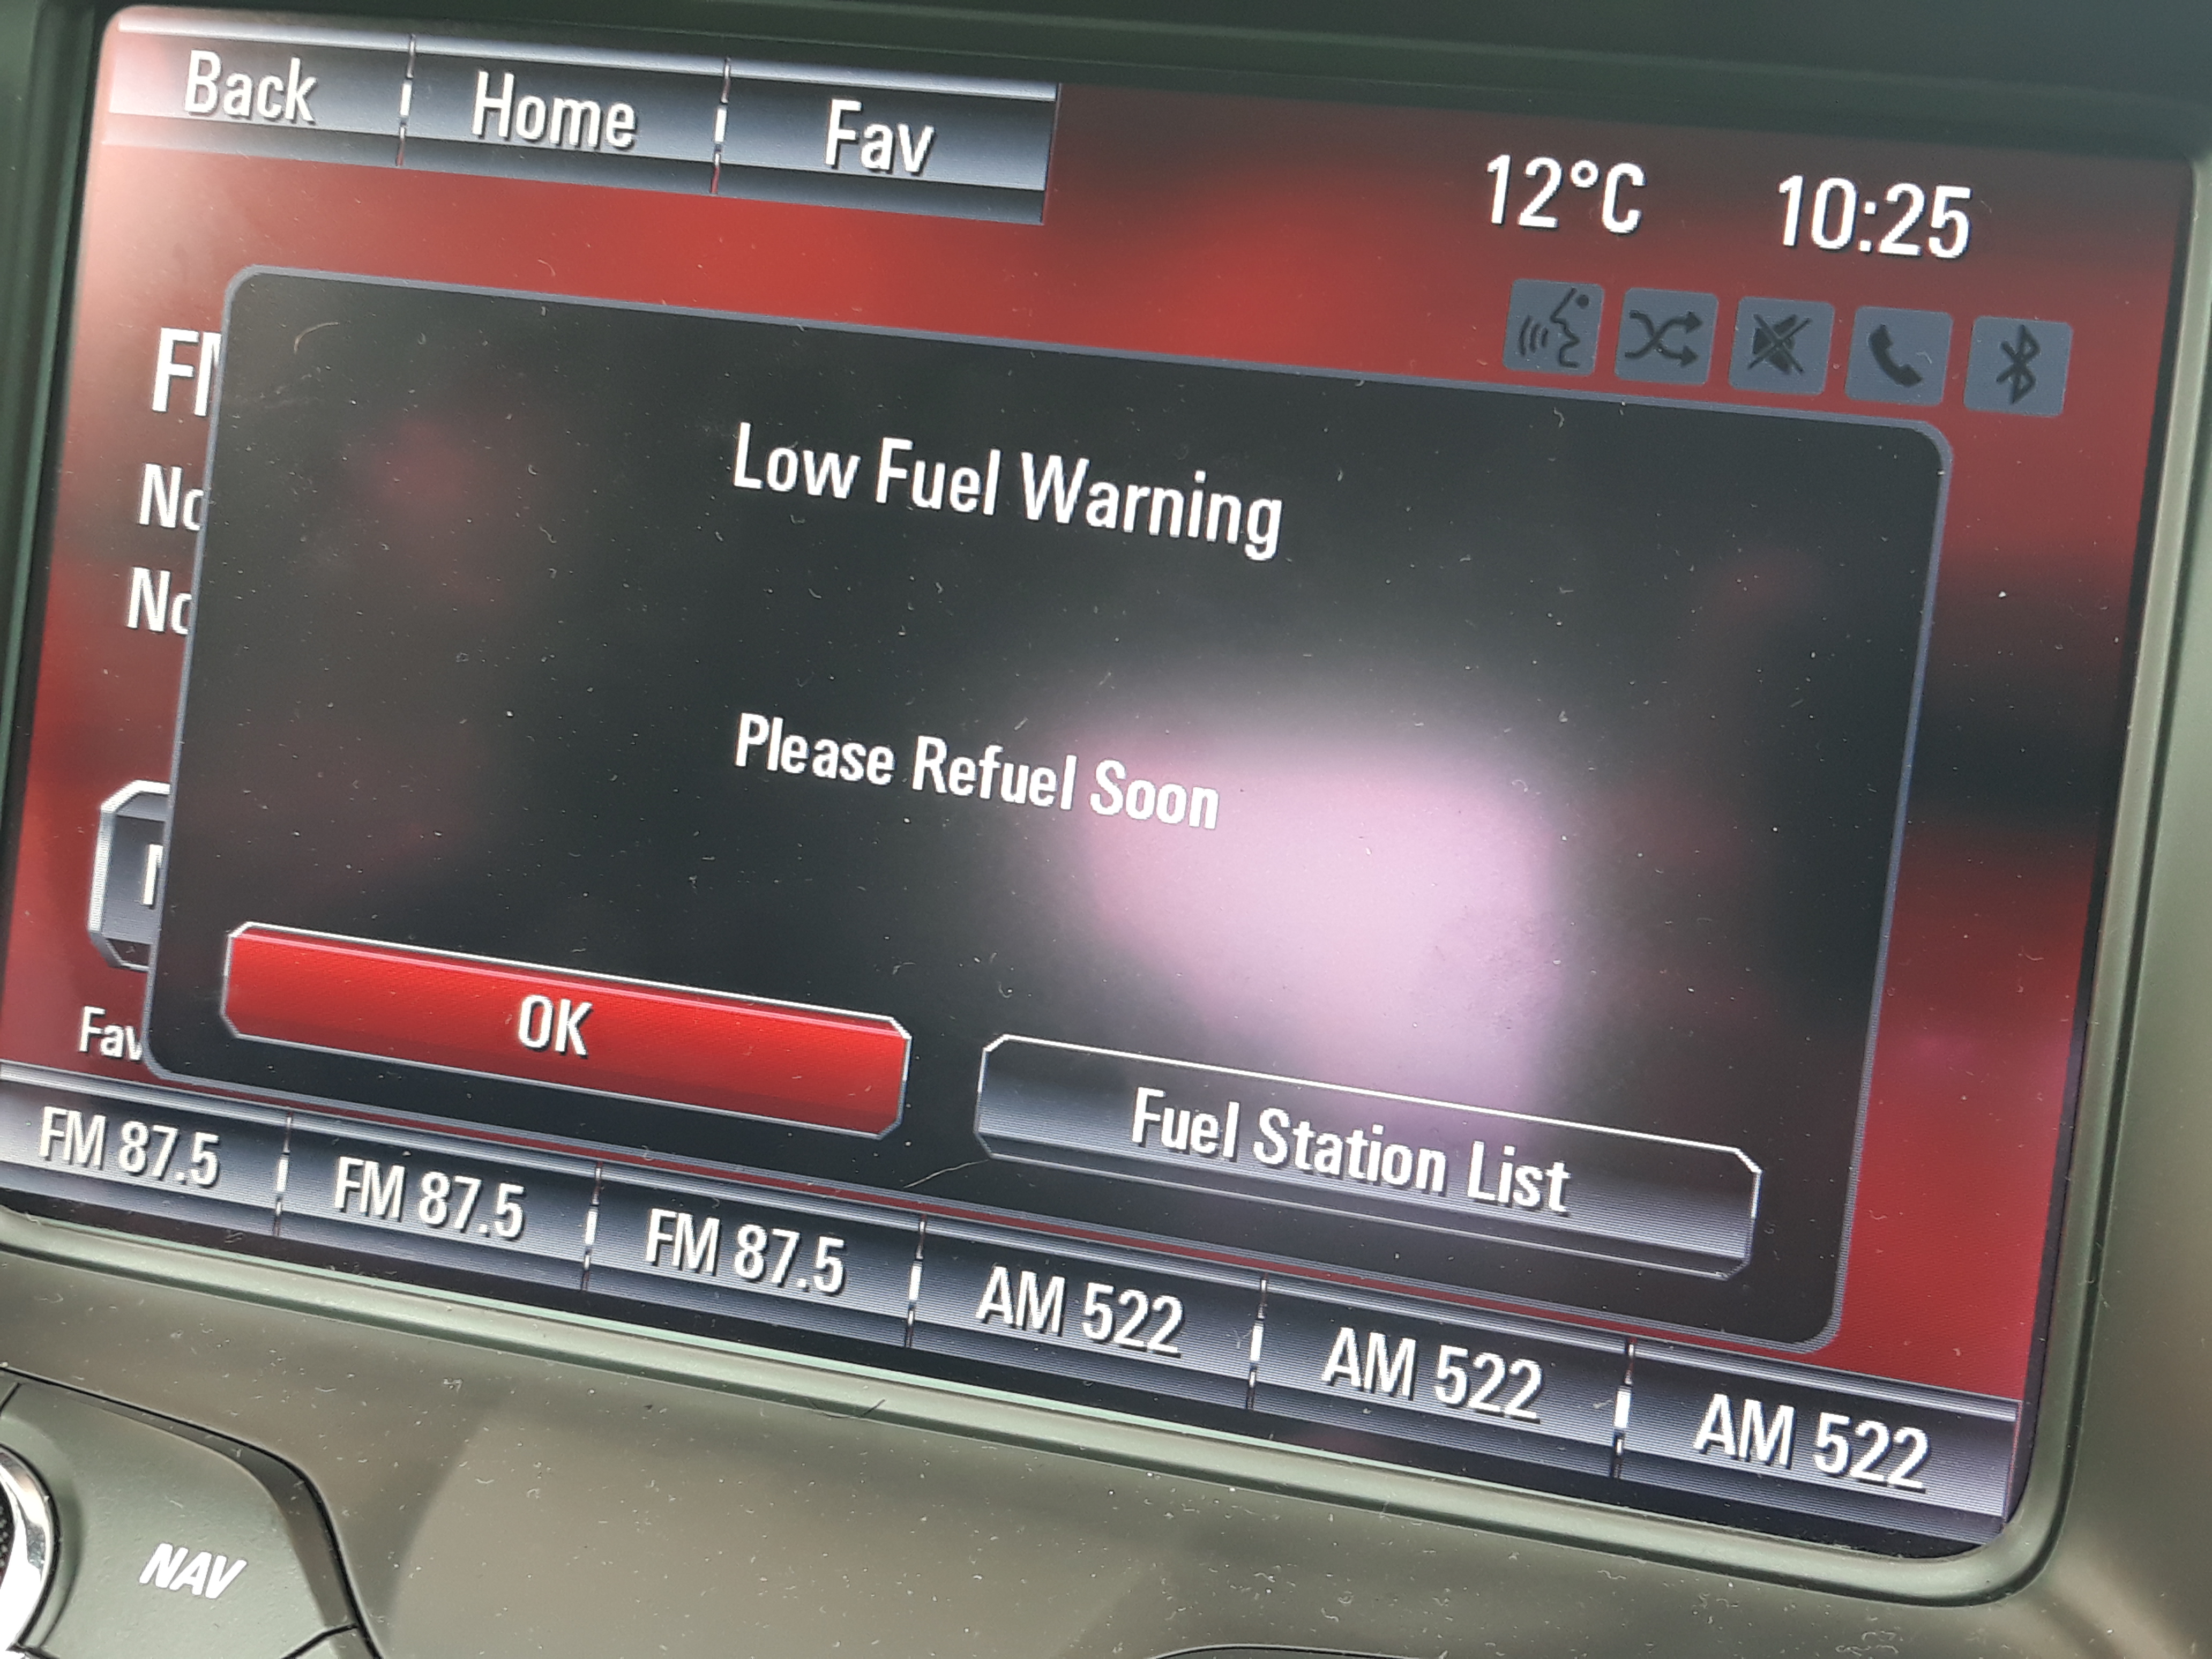 Back Home Fav
12°C 10:25
Low Fuel Warning
Please Refuel Soon
OK
Fuel Station List
Fav
FM 87.5 FM 87.5 FM 87.5 AM 522 AM 522 AM 522
NAV